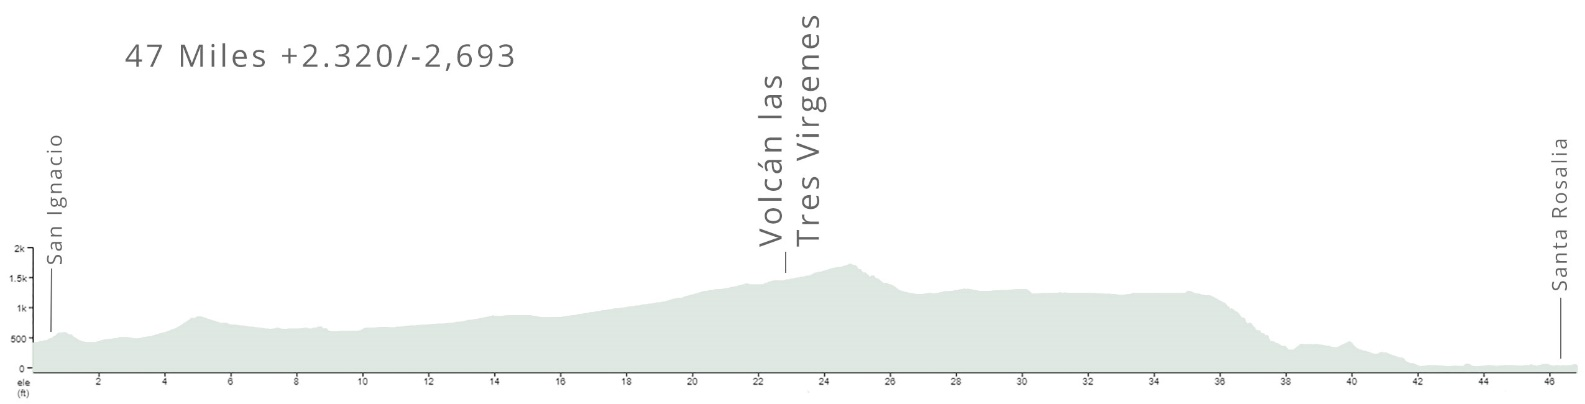 47 Miles +2.320/-2,693
San Ignacio
Volcán las
Tres Virgenes
Santa Rosalia
2k
1.5k
1k
500
0
ele
(ft)
2 4 6 8 10 12 14 16 18 20 22 24 26 28 30 32 34 36 38 40 42 44 46